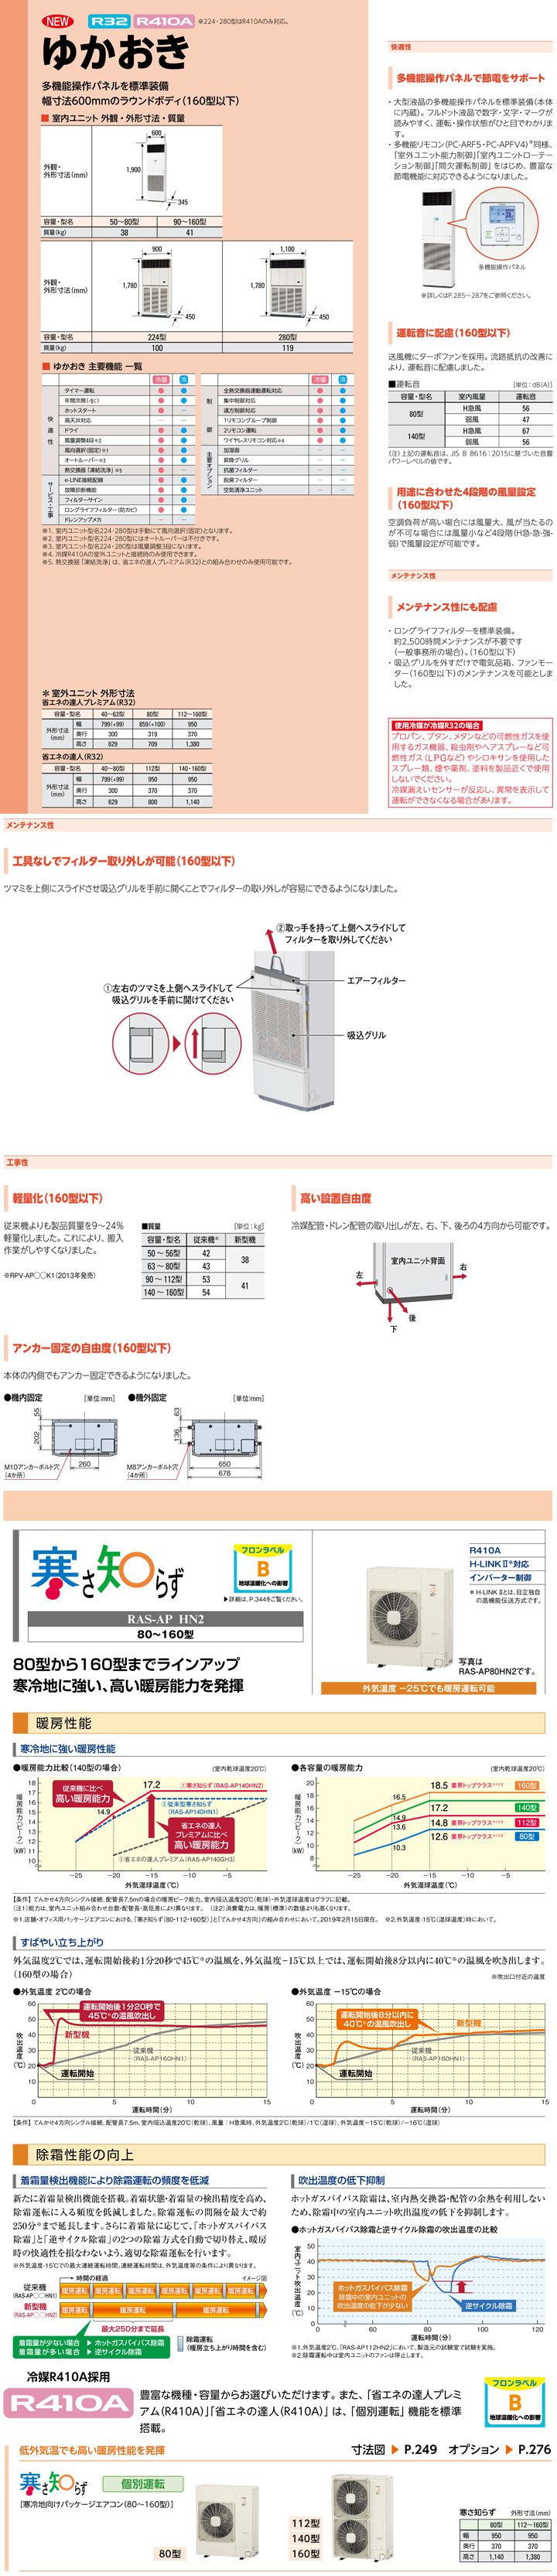 NEW R32 R410A ※224・280型はR410Aのみ対応。
ゆかおき
多機能操作パネルを標準装備
幅寸法600mmのラウンドボディ(160型以下)
■ 室内ユニット 外観・外形寸法・質量
外観・
外形寸法(mm)
600
1,900
345
容量・型名 50~80型 90~160型
質量(kg) 38 41
外観・
外形寸法(mm)
900
1,780
450
1,100
1,780
450
容量・型名 224型 280型
質量(kg) 100 119
■ ゆかおき 主要機能 一覧
冷暖 冷
快適性
タイマー運転 ● ●
年間冷房(-5℃) ● ●
ホットスタート ● −
高天井対応 − −
ドライ ● ●
風量調整4段※2 ● ●
風向選択(固定)※1 ● ●
オートルーバー※2 ● ●
熱交換器「凍結洗浄」※5 ● −
サービス・工事
e-LINE接続配線 ● ●
故障診断機能 ● ●
フィルターサイン ● ●
ロングライフフィルター(防カビ) ● ●
ドレンアップメカ − −
冷暖 冷
制御
全熱交換器運動運転対応 ● ●
集中制御対応 ● ●
遠方制御対応 ● ●
1リモコングループ制御 ● ●
2リモコン運転 ● ●
ワイヤレスリモコン対応※4 ● ●
主要オプション
加湿器 − −
昇降グリル − −
抗菌フィルター − −
脱臭フィルター − −
空気清浄ユニット − −
※1. 室内ユニット型名224・280型は手動にて風向選択(固定)となります。
※2. 室内ユニット型名224・280型にはオートルーバーは不付きです。
※3. 室内ユニット型名224・280型は風量調整3段になります。
※4. 冷媒R410Aの室外ユニットと接続時のみ使用できます。
※5. 熱交換器「凍結洗浄」は、省エネの達人プレミアム(R32)との組み合わせのみ使用可能です。
＊室外ユニット 外形寸法
省エネの達人プレミアム(R32)
容量・型名 40~63型 80型 112~160型
外形寸法(mm)
幅 799(+99) 859(+100) 950
奥行 300 319 370
高さ 629 709 1,380
省エネの達人(R32)
容量・型名 40~80型 112型 140・160型
外形寸法(mm)
幅 799(+99) 950 950
奥行 300 370 370
高さ 629 800 1,140
快適性
多機能操作パネルで節電をサポート
・大型液晶の多機能操作パネルを標準装備(本体
に内蔵)。フルドット液晶で数字・文字・マークが
読みやすく、運転・操作状態がひと目でわかりま
す。
・多機能リモコン(PC-ARF5・PC-APFV4)※同様、
「室外ユニット能力制御」「室内ユニットローテー
ション制御」「間欠運転制御」をはじめ、豊富な
節電機能に対応できるようになりました。
多機能操作パネル
※詳しくはP.285~287をご参照ください。
運転音に配慮(160型以下)
送風機にターボファンを採用。流路抵抗の改善に
より、運転音に配慮しました。
■運転音 [単位:dB(A)]
容量・型名 室内風量 運転音
80型 H急風 56
弱風 47
140型 H急風 67
弱風 56
(注)上記の運転音は、JIS B 8616:2015に基づいた音響
パワーレベルの値です。
用途に合わせた4段階の風量設定
(160型以下)
空調負荷が高い場合には風量大、風が当たるの
が不可な場合には風量小など4段階(H急-急-強-
弱)で風量設定が可能です。
メンテナンス性
メンテナンス性にも配慮
・ロングライフフィルターを標準装備。
約2,500時間メンテナンスが不要です
(一般事務所の場合)。(160型以下)
・吸込グリルを外すだけで電気品箱、ファンモー
ター(160型以下)のメンテナンスを可能としま
した。
使用冷媒が冷媒R32の場合
プロパン、ブタン、メタンなどの可燃性ガスを使
用するガス機器、殺虫剤やヘアスプレーなど可
燃性ガス(LPGなど)やシロキサンを使用した
スプレー類、煙や薬剤、塗料を製品近くで使用
しないでください。
冷媒漏えいセンサーが反応し、異常を表示して
運転ができなくなる場合があります。
メンテナンス性
工具なしでフィルター取り外しが可能(160型以下)
ツマミを上側にスライドさせ吸込グリルを手前に開くことでフィルターの取り外しが容易にできるようになりました。
②取っ手を持って上側へスライドして
フィルターを取り外してください
①左右のツマミを上側へスライドして
吸込グリルを手前に開けてください
エアーフィルター
吸込グリル
工事性
軽量化(160型以下)
従来機よりも製品質量を9~24%
軽量化しました。これにより、搬入
作業がしやすくなりました。
※RPV-AP○○K1(2013年発売)
■質量 [単位:kg]
容量・型名 従来機※ 新型機
50~56型 42 38
63~80型 43
90~112型 53 41
140~160型 54
高い設置自由度
冷媒配管・ドレン配管の取り出しが左、右、下、後ろの4方向から可能です。
室内ユニット背面
左
右
後
下
アンカー固定の自由度(160型以下)
本体の内側でもアンカー固定できるようになりました。
●機内固定 [単位:mm] ●機外固定 [単位:mm]
55
202
260
M10アンカーボルト穴
(4か所)
63
136
650
678
M8アンカーボルト穴
(4か所)
寒さ知らず
フロンラベル
B
地球温暖化への影響
▶詳細は、P.344をご覧ください。
RAS-AP HN2
80~160型
R410A
H-LINKⅡ※対応
インバーター制御
※ H-LINKⅡとは、日立独自
の高機能伝送方式です。
写真は
RAS-AP80HN2です。
外気温度 −25℃でも暖房運転可能
80型から160型までラインアップ
寒冷地に強い、高い暖房能力を発揮
暖房性能
寒冷地に強い暖房性能
●暖房能力比較(140型の場合) (室内乾球温度20℃)
暖房能力(ピーク)
(kW)
18
17
16
15
14
13
12
11
10
従来機に比べ
高い暖房能力
14.9
17.2
①寒さ知らず(RAS-AP140HN2)
②従来型寒さ知らず
(RAS-AP140HN1)
省エネの達人
プレミアムに比べ
高い暖房能力
③省エネの達人プレミアム(RAS-AP140GH3)
−25 −20 −15 −10 −5
外気湿球温度(℃)
●各容量の暖房能力 (室内乾球温度20℃)
暖房能力(ピーク)
(kW)
20
18
16
14
12
10
8
16.5
14.9
13.6
10.3
18.5 業界トップクラス※1※2 160型
17.2 140型
14.8 業界トップクラス※1※2 112型
12.6 業界トップクラス※1※2 80型
−25 −20 −15 −10 −5
外気湿球温度(℃)
【条件】てんかせ4方向シングル接続、配管長7.5mの場合の暖房ピーク能力。室内吸込温度20℃(乾球)・外気湿球温度はグラフに記載。
(注1)能力は、室内ユニット組み合わせ台数・配管長・高低差により異なります。 (注2)消費電力は、暖房(標準)の数値よりも高くなります。
※1.店舗・オフィス用パッケージエアコンにおける、「寒さ知らず(80・112・160型)」と「てんかせ4方向」の組み合わせにおいて。2019年2月15日現在。 ※2.外気温度-15℃(湿球温度)時において。
すばやい立ち上がり
外気温度2℃では、運転開始後約1分20秒で45℃※の温風を、外気温度−15℃以上では、運転開始後8分以内に40℃※の温風を吹き出します。
(160型の場合)
※吹出口付近の温度
●外気温度 2℃の場合
吹出温度
(℃)
60
50
40
30
20
10
運転開始後1分20秒で
45℃※の温風吹出し
新型機
従来機
(RAS-AP160HN1)
運転開始
0 5 10 15
運転時間(分)
●外気温度 −15℃の場合
吹出温度
(℃)
60
50
40
30
20
10
運転開始後8分以内に
40℃※の温風吹出し
新型機
従来機
(RAS-AP160HN1)
運転開始
0 5 10 15
運転時間(分)
【条件】てんかせ4方向シングル接続、配管長7.5m、室内吸込温度20℃(乾球)、風量:H急風時、外気温度2℃(乾球)/1℃(湿球)、外気温度−15℃(乾球)/−16℃(湿球)
除霜性能の向上
着霜量検出機能により除霜運転の頻度を低減
新たに着霜量検出機能を搭載。着霜状態・着霜量の検出精度を高め、
除霜運転に入る頻度を低減しました。除霜運転の間隔を最大で約
250分※まで延長します。さらに着霜量に応じて、「ホットガスバイパス
除霜」と「逆サイクル除霜」の2つの除霜方式を自動で切り替え、暖房
時の快適性を損なわないよう、適切な除霜運転を行います。
※外気温度-15℃での最大連続運転時間。連続運転時間は、外気温度等の条件により異なります。
時間の経過 イメージ図
従来機
(RAS-AP○○HN1)
暖房運転 暖房運転 暖房運転 暖房運転 暖房運転 暖房運転
新型機
(RAS-AP○○HN2)
暖房運転 暖房運転 暖房運転
最大250分まで延長
着霜量が少ない場合 ▶ ホットガスバイパス除霜
着霜量が多い場合 ▶ 逆サイクル除霜
除霜運転
(暖房立ち上がり時間を含む)
吹出温度の低下抑制
ホットガスバイパス除霜は、室内熱交換器・配管の余熱を利用しない
ため、除霜中の室内ユニット吹出温度の低下を抑制します。
●ホットガスバイパス除霜と逆サイクル除霜の吹出温度の比較
室内ユニット吹出温度
(℃)
50
40
30
20
10
ホットガスバイパス除霜
除霜中の室内ユニットの
吹出温度の低下が少ない
逆サイクル除霜
0 60 80 100 120
運転時間(分)
※1.外気温度2℃、「RAS-AP112HN2」において、製造元の試験室で試験を実施。
※2.除霜運転中は室内ユニットのファンは停止します。
冷媒R410A採用
R410A
豊富な機種・容量からお選びいただけます。また、「省エネの達人プレミ
アム(R410A)」「省エネの達人(R410A)」は、「個別運転」機能を標準
搭載。
フロンラベル
B
地球温暖化への影響
低外気温でも高い暖房性能を発揮
寸法図 ▶ P.249 オプション ▶ P.276
寒さ知らず 個別運転
[寒冷地向けパッケージエアコン(80~160型)]
80型
112型
140型
160型
寒さ知らず 外形寸法(mm)
80型 112~160型
幅 950 950
奥行 370 370
高さ 1,140 1,380